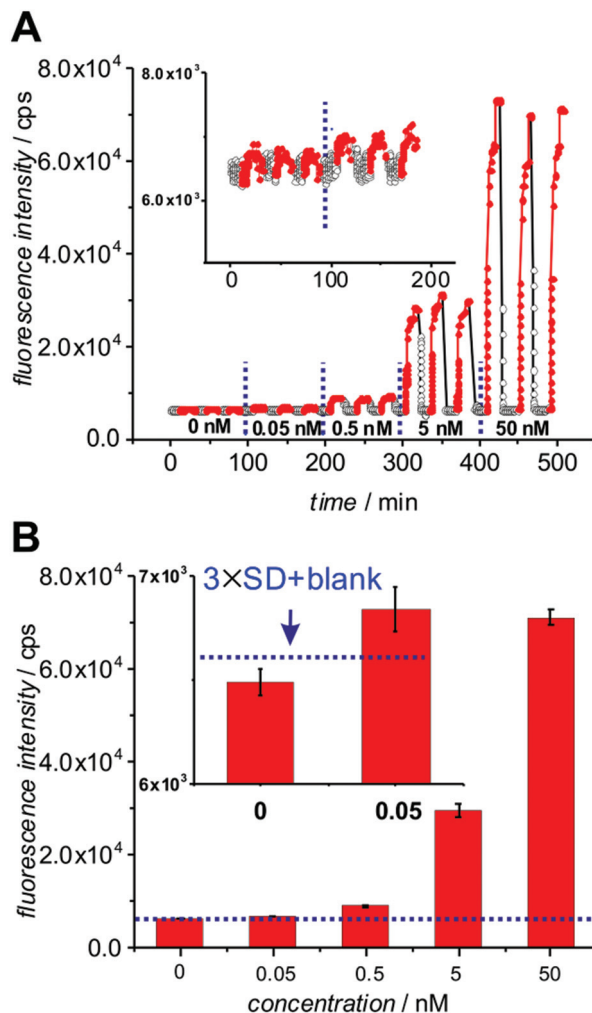 A
8.0x10⁴
6.0x10⁴
4.0x10⁴
2.0x10⁴
0.0
fluorescence intensity / cps
8.0x10³
6.0x10³
0 100 200
0 nM 0.05 nM 0.5 nM 5 nM 50 nM
0 100 200 300 400 500
time / min
B
8.0x10⁴
6.0x10⁴
4.0x10⁴
2.0x10⁴
0.0
fluorescence intensity / cps
7x10³
3×SD+blank
6x10³
0 0.05
0 0.05 0.5 5 50
concentration / nM